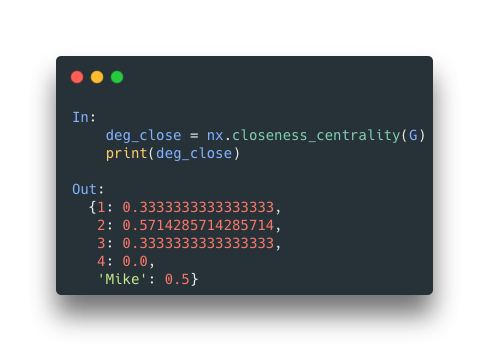 In:
deg_close = nx.closeness_centrality(G)
print(deg_close)
Out:
{1: 0.3333333333333333,
2: 0.5714285714285714,
3: 0.3333333333333333,
4: 0.0,
'Mike': 0.5}